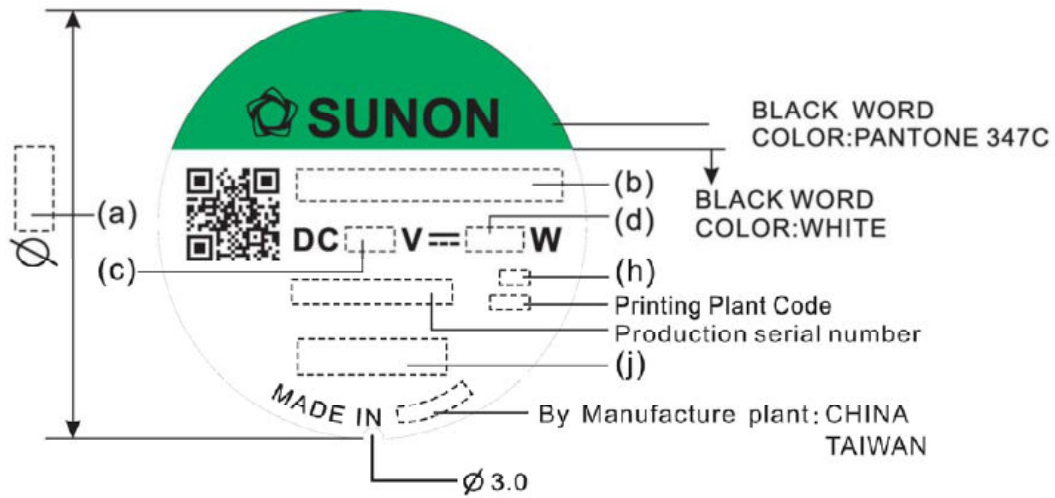 SUNON
BLACK WORD
COLOR:PANTONE 347C
BLACK WORD
COLOR:WHITE
(a)
(b)
(c)
(d)
DC V W
(h)
Printing Plant Code
Production serial number
(j)
MADE IN
By Manufacture plant: CHINA
TAIWAN
Ø
Ø 3.0